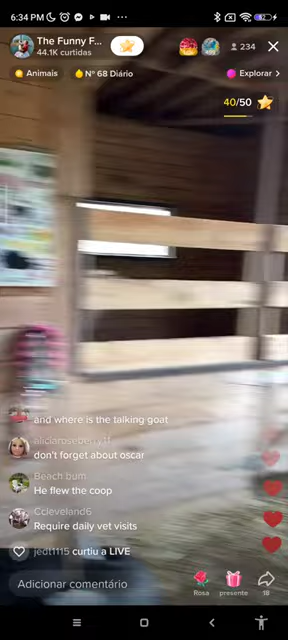 6:34 PM
The Funny F...
44.1K curtidas
234
Animais
Nº 68 Diário
Explorar >
40/50
and where is the talking goat
aliciaroseberry1f
don't forget about oscar
Beach bum
He flew the coop
Ccleveland6
Require daily vet visits
jedt1115 curtiu a LIVE
Adicionar comentário
Rosa
presente
18